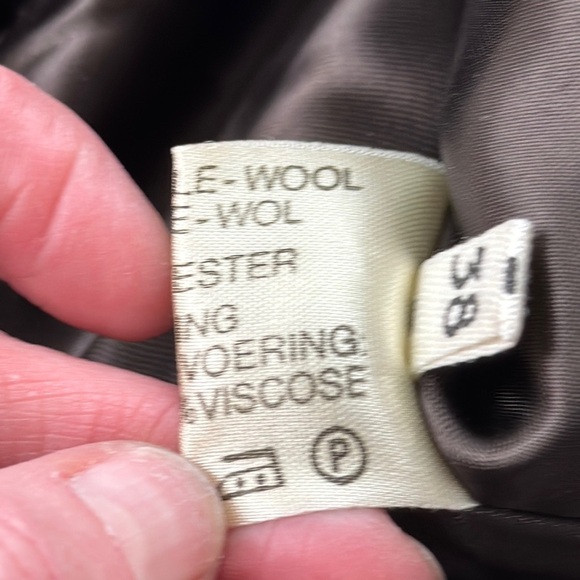 LE-WOOL
E-WOL
ESTER
NG
VOERING.
VISCOSE
P
38